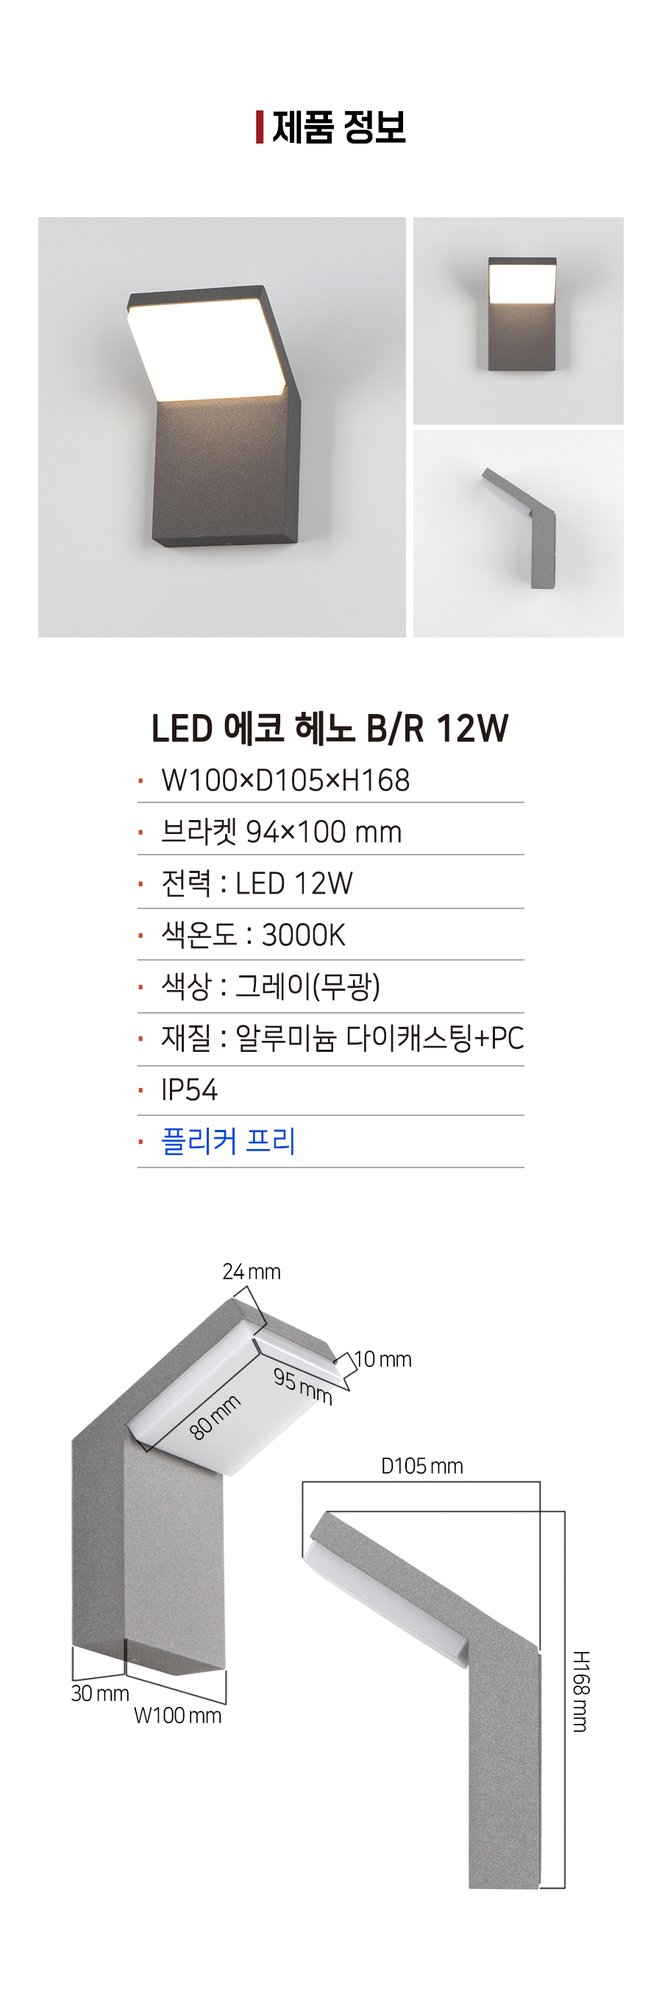 제품 정보
LED 에코 헤노 B/R 12W
· W100×D105×H168
· 브라켓 94×100 mm
· 전력 : LED 12W
· 색온도 : 3000K
· 색상 : 그레이(무광)
· 재질 : 알루미늄 다이캐스팅+PC
· IP54
· 플리커 프리
24 mm
10 mm
95 mm
80 mm
D105 mm
H168 mm
30 mm
W100 mm